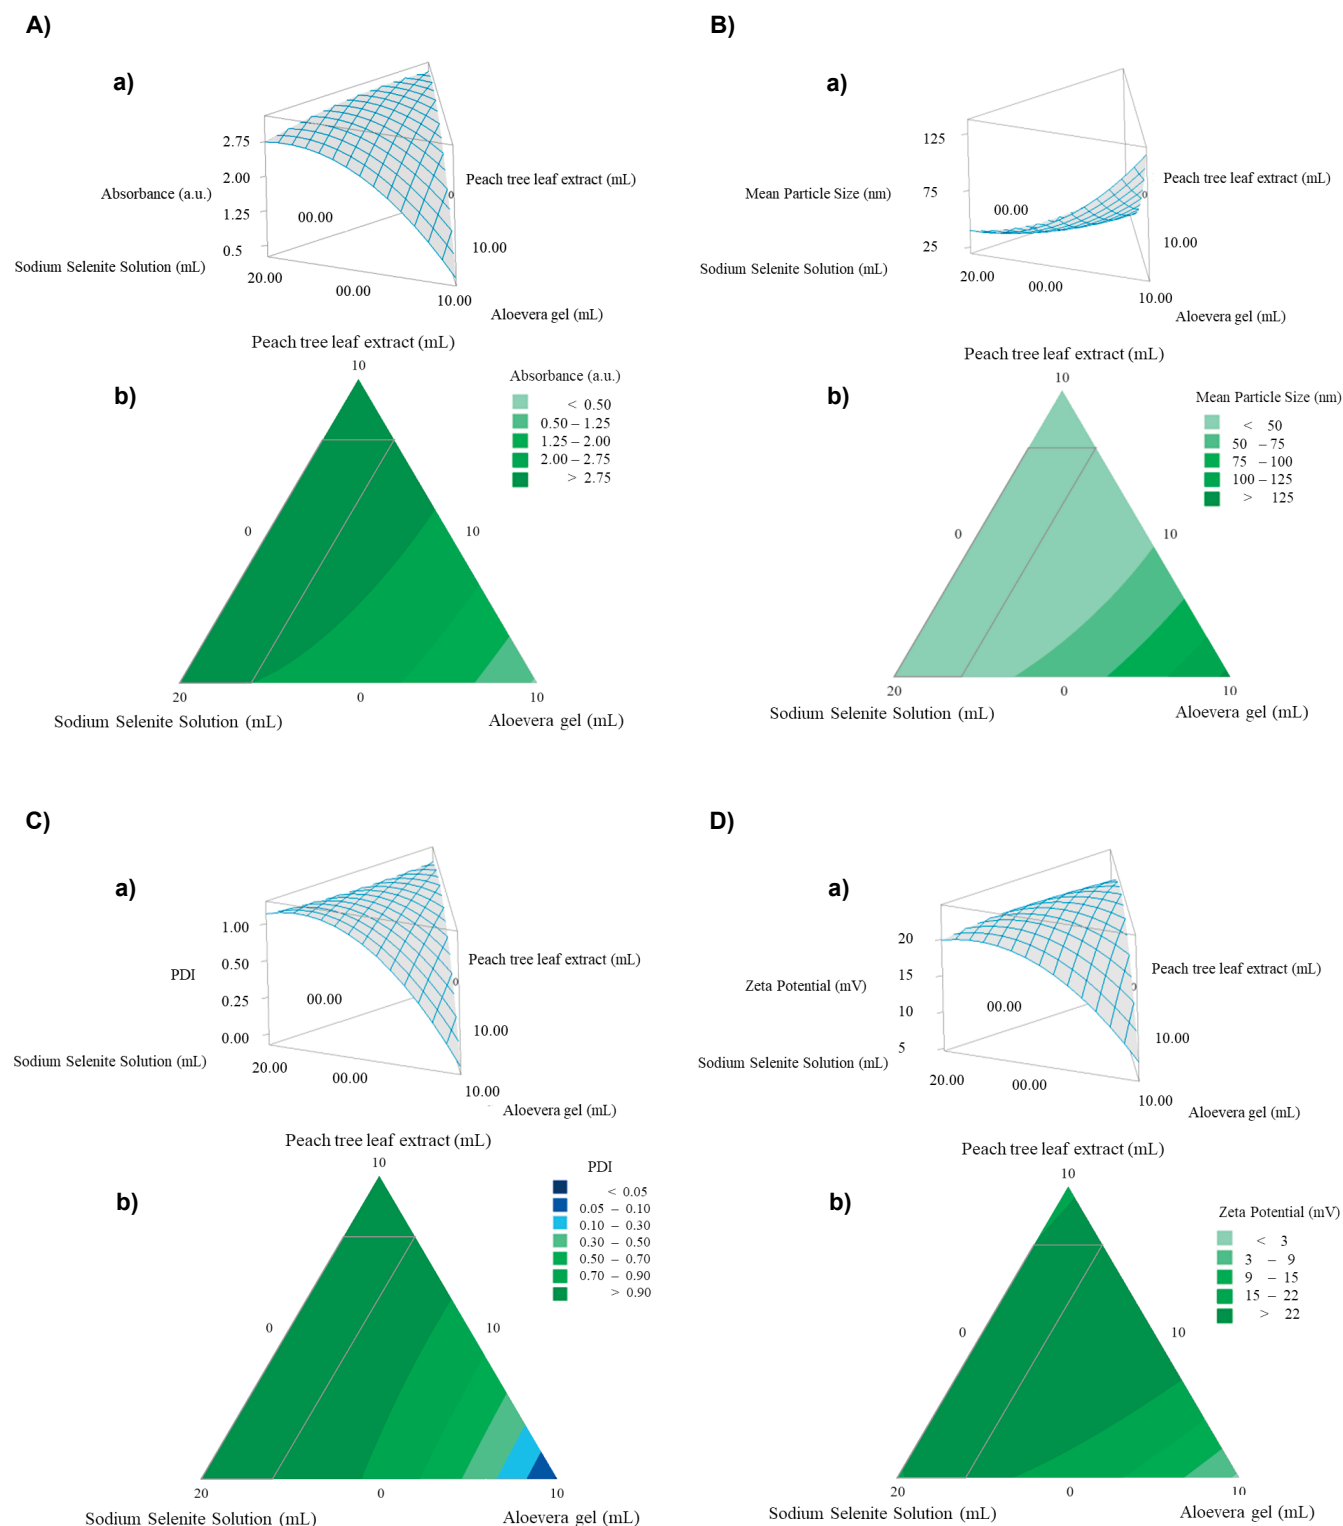 A)
a)
2.75
2.00
Absorbance (a.u.)
1.25
0.5
00.00
Peach tree leaf extract (mL)
0
10.00
Sodium Selenite Solution (mL)
20.00
00.00
10.00
Aloevera gel (mL)
Peach tree leaf extract (mL)
10
b)
Absorbance (a.u.)
< 0.50
0.50 – 1.25
1.25 – 2.00
2.00 – 2.75
> 2.75
0
10
20
0
10
Sodium Selenite Solution (mL)
Aloevera gel (mL)
B)
a)
125
75
25
Mean Particle Size (nm)
00.00
Peach tree leaf extract (mL)
0
10.00
Sodium Selenite Solution (mL)
20.00
00.00
10.00
Aloevera gel (mL)
Peach tree leaf extract (mL)
10
b)
Mean Particle Size (nm)
< 50
50 – 75
75 – 100
100 – 125
> 125
0
10
20
0
10
Sodium Selenite Solution (mL)
Aloevera gel (mL)
C)
a)
1.00
0.50
PDI
0.25
0.00
00.00
Peach tree leaf extract (mL)
0
10.00
Sodium Selenite Solution (mL)
20.00
00.00
10.00
Aloevera gel (mL)
Peach tree leaf extract (mL)
10
b)
PDI
< 0.05
0.05 – 0.10
0.10 – 0.30
0.30 – 0.50
0.50 – 0.70
0.70 – 0.90
> 0.90
0
10
20
0
10
Sodium Selenite Solution (mL)
Aloevera gel (mL)
D)
a)
20
15
10
5
Zeta Potential (mV)
00.00
Peach tree leaf extract (mL)
0
10.00
Sodium Selenite Solution (mL)
20.00
00.00
10.00
Aloevera gel (mL)
Peach tree leaf extract (mL)
10
b)
Zeta Potential (mV)
< 3
3 – 9
9 – 15
15 – 22
> 22
0
10
20
0
10
Sodium Selenite Solution (mL)
Aloevera gel (mL)